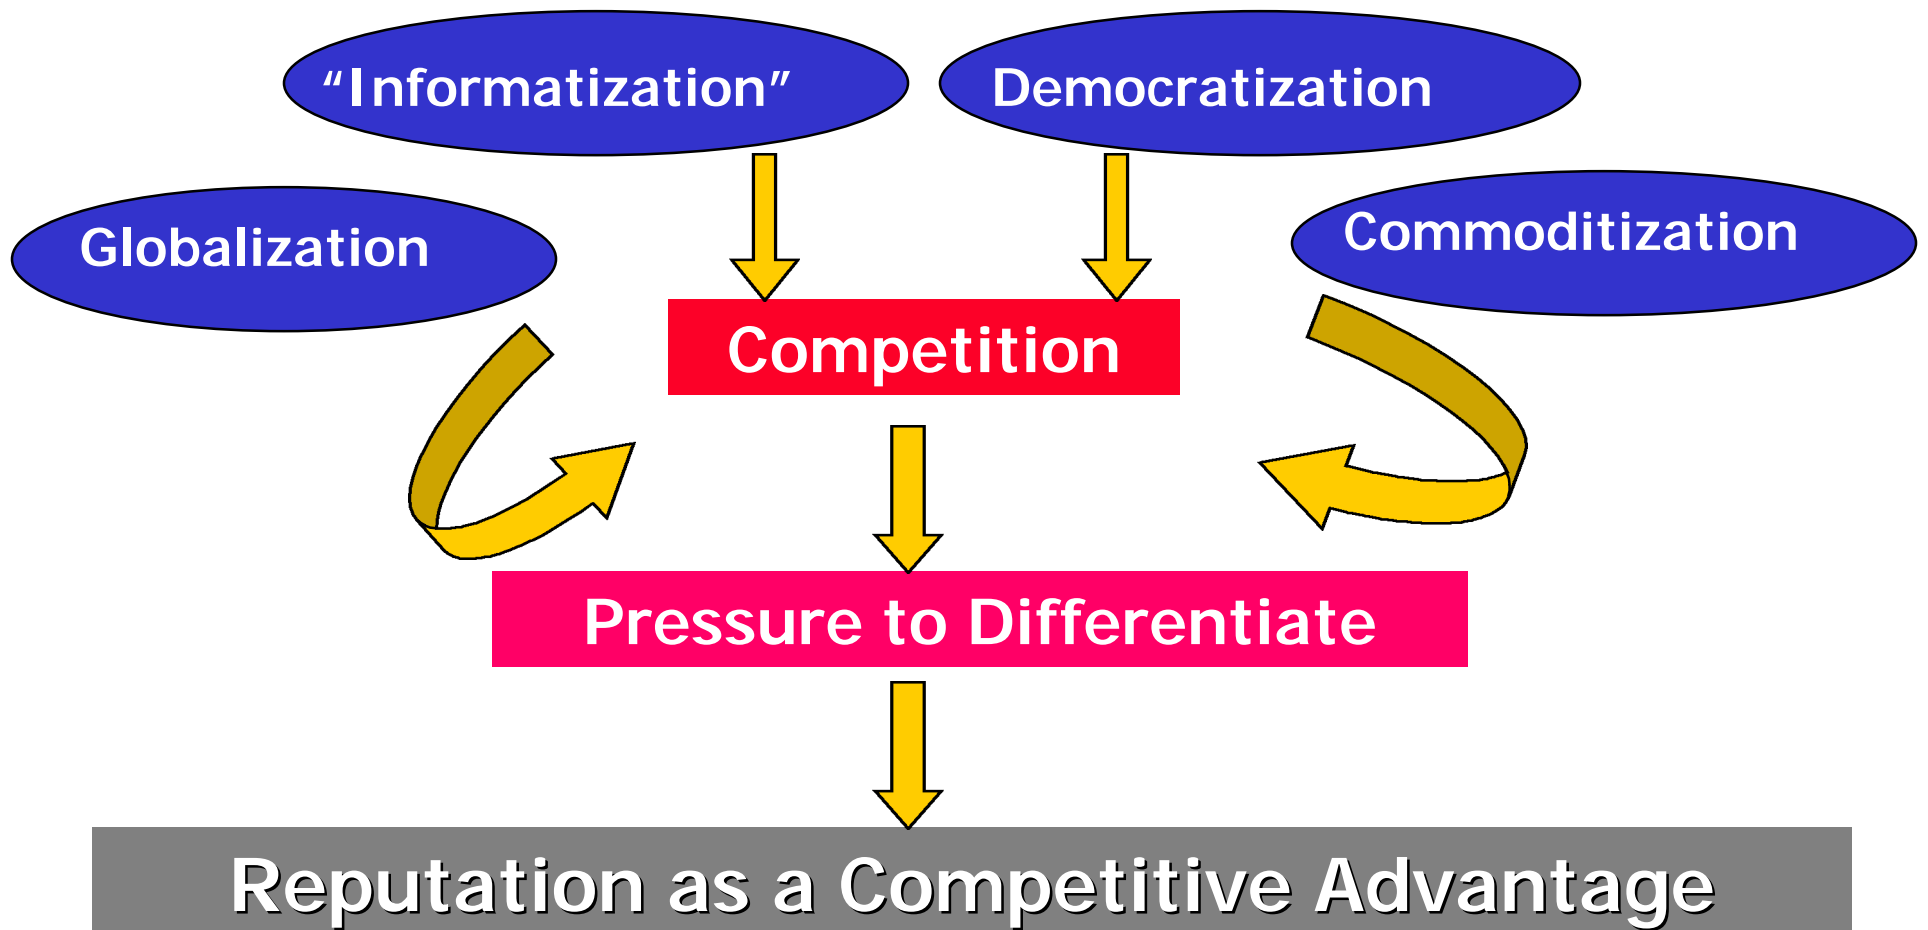 “Informatization”
Democratization
Globalization
Commoditization
Competition
Pressure to Differentiate
Reputation as a Competitive Advantage